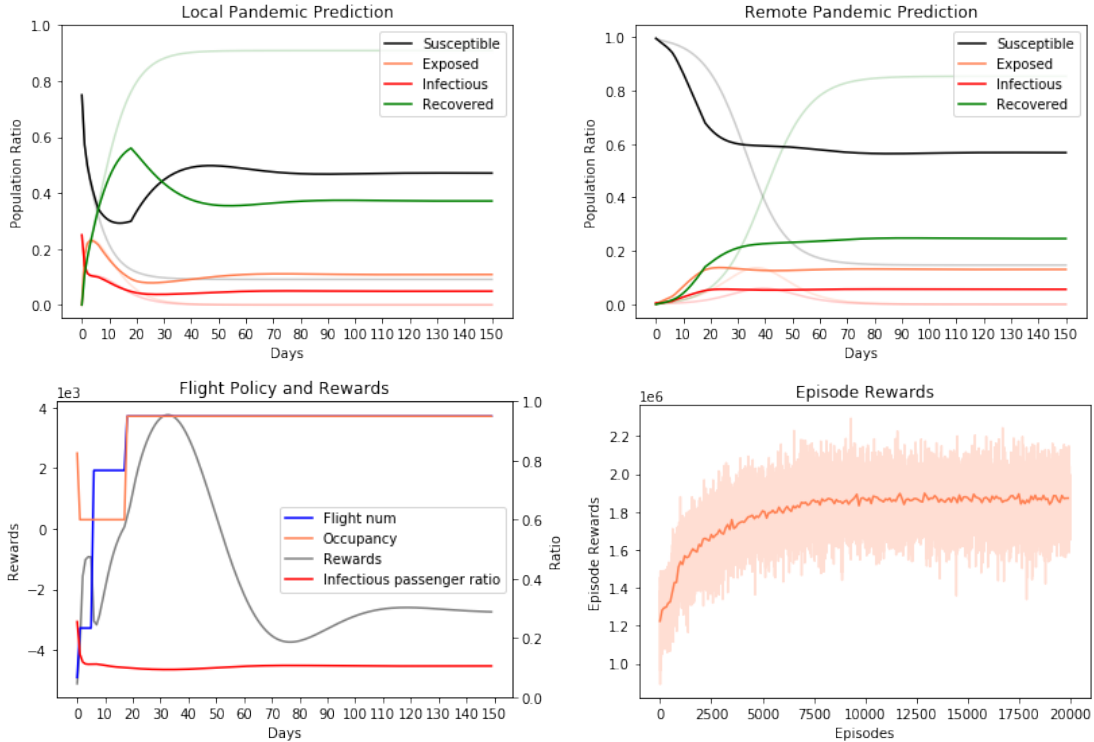 Local Pandemic Prediction
1.0
0.8
0.6
0.4
0.2
0.0
Population Ratio
Susceptible
Exposed
Infectious
Recovered
0 10 20 30 40 50 60 70 80 90 100 110 120 130 140 150
Days
Remote Pandemic Prediction
1.0
0.8
0.6
0.4
0.2
0.0
Population Ratio
Susceptible
Exposed
Infectious
Recovered
0 10 20 30 40 50 60 70 80 90 100 110 120 130 140 150
Days
Flight Policy and Rewards
1e3
4
2
0
−2
−4
Rewards
Flight num
Occupancy
Rewards
Infectious passenger ratio
1.0
0.8
0.6
0.4
0.2
0.0
Ratio
0 10 20 30 40 50 60 70 80 90 100 110 120 130 140 150
Days
Episode Rewards
1e6
2.2
2.0
1.8
1.6
1.4
1.2
1.0
Episode Rewards
0 2500 5000 7500 10000 12500 15000 17500 20000
Episodes